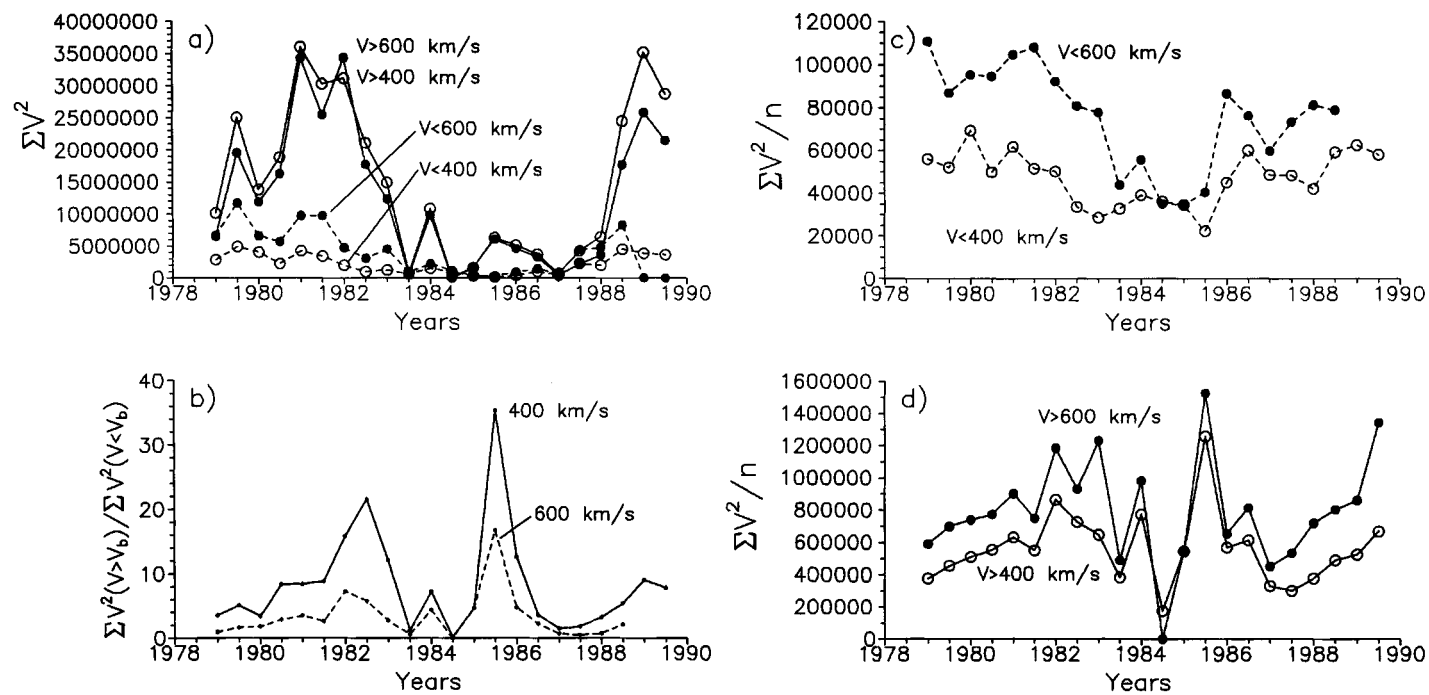 a)
ΣV²
40000000
35000000
30000000
25000000
20000000
15000000
10000000
5000000
0
V>600 km/s
V>400 km/s
V<600 km/s
V<400 km/s
1978 1980 1982 1984 1986 1988 1990
Years
c)
ΣV²/n
120000
100000
80000
60000
40000
20000
0
V<600 km/s
V<400 km/s
1978 1980 1982 1984 1986 1988 1990
Years
b)
ΣV²(V>V_b)/ΣV²(V<V_b)
40
30
20
10
0
400 km/s
600 km/s
1978 1980 1982 1984 1986 1988 1990
Years
d)
ΣV²/n
1600000
1400000
1200000
1000000
800000
600000
400000
200000
0
V>600 km/s
V>400 km/s
1978 1980 1982 1984 1986 1988 1990
Years